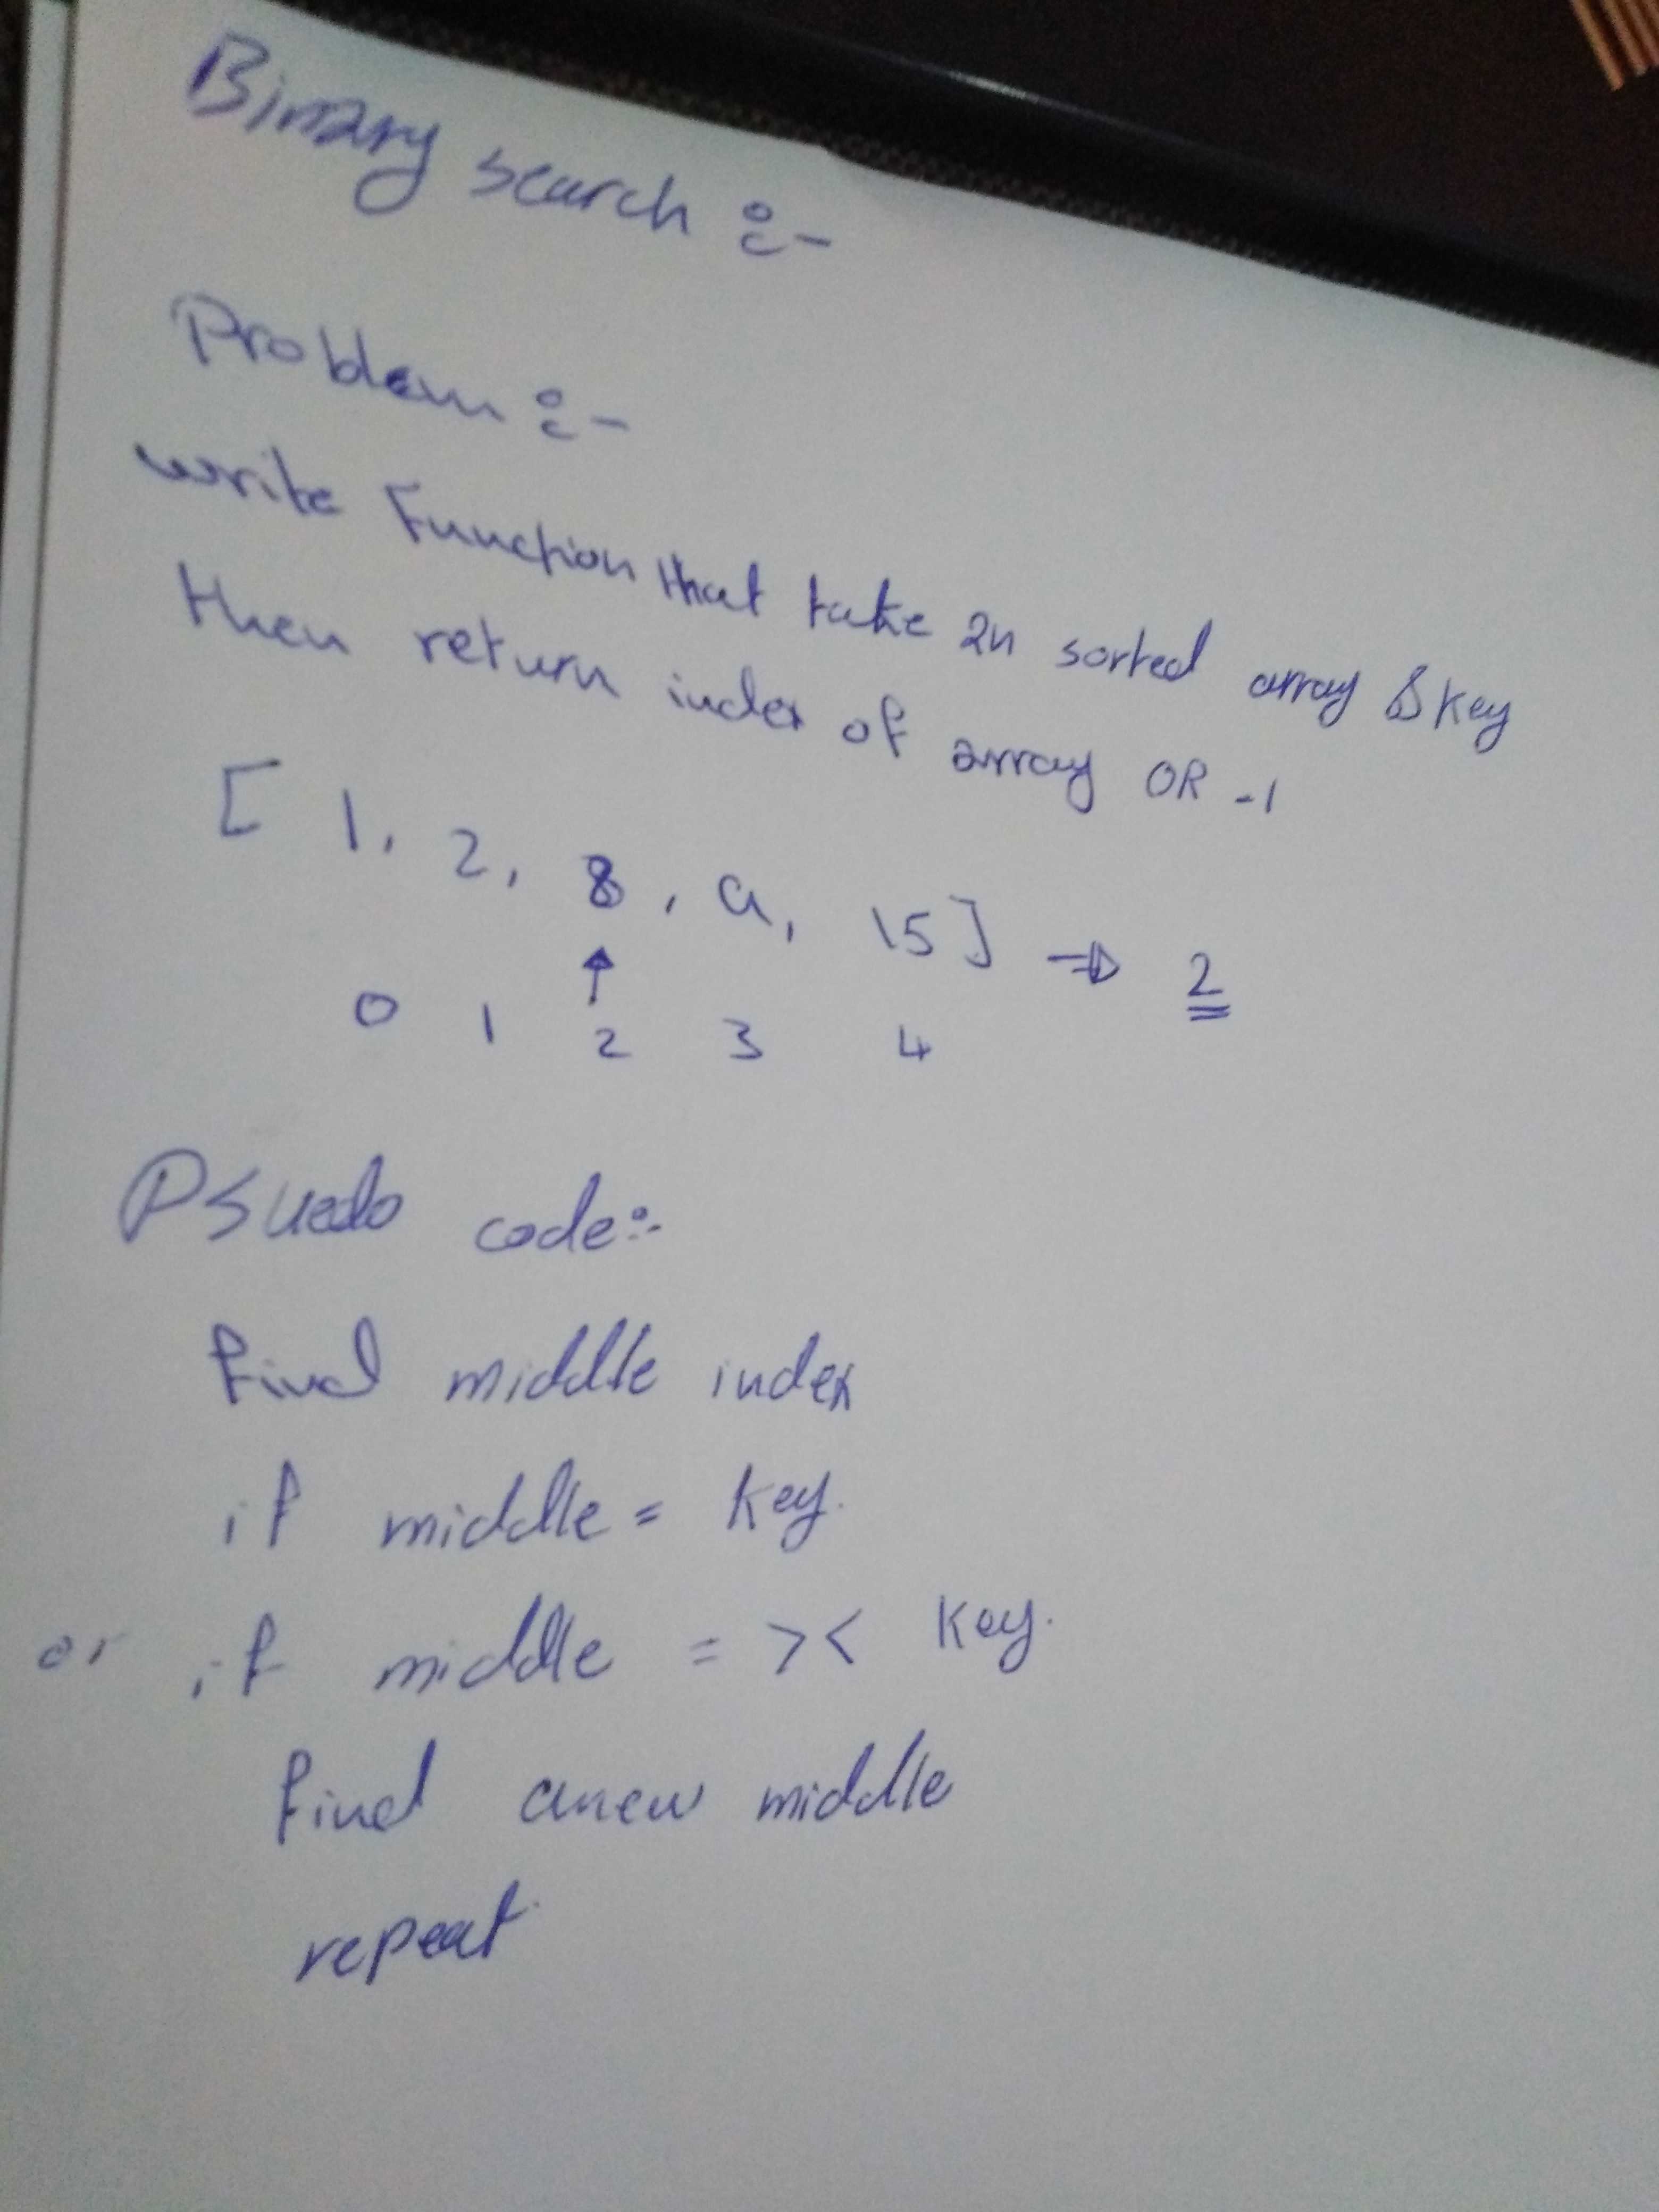 Binary search :-
Problem :-
write Function that take an sorted array & key
then return index of array OR -1
[ 1, 2, 8, 9, 15] ⇒ 2
↑
0 1 2 3 4
Psuedo code:-
find middle index
if middle = key.
or if middle = >< key.
find a new middle
repeat